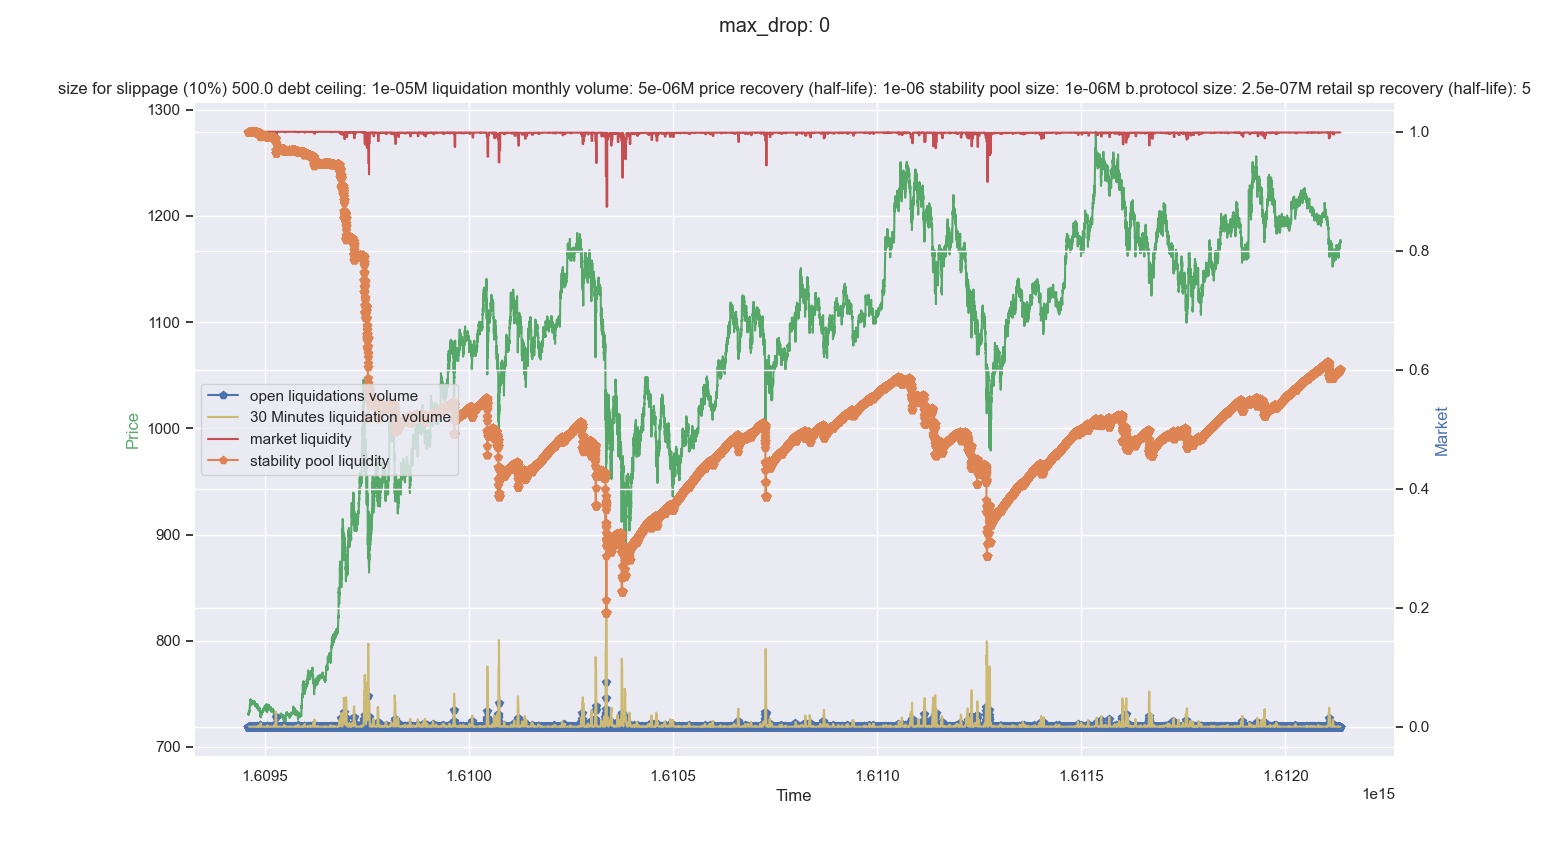 max_drop: 0
size for slippage (10%) 500.0 debt ceiling: 1e-05M liquidation monthly volume: 5e-06M price recovery (half-life): 1e-06 stability pool size: 1e-06M b.protocol size: 2.5e-07M retail sp recovery (half-life): 5
1300
1200
1100
1000
900
800
700
Price
open liquidations volume
30 Minutes liquidation volume
market liquidity
stability pool liquidity
1.0
0.8
0.6
0.4
0.2
0.0
Market
1.6095
1.6100
1.6105
1.6110
1.6115
1.6120
Time
1e15